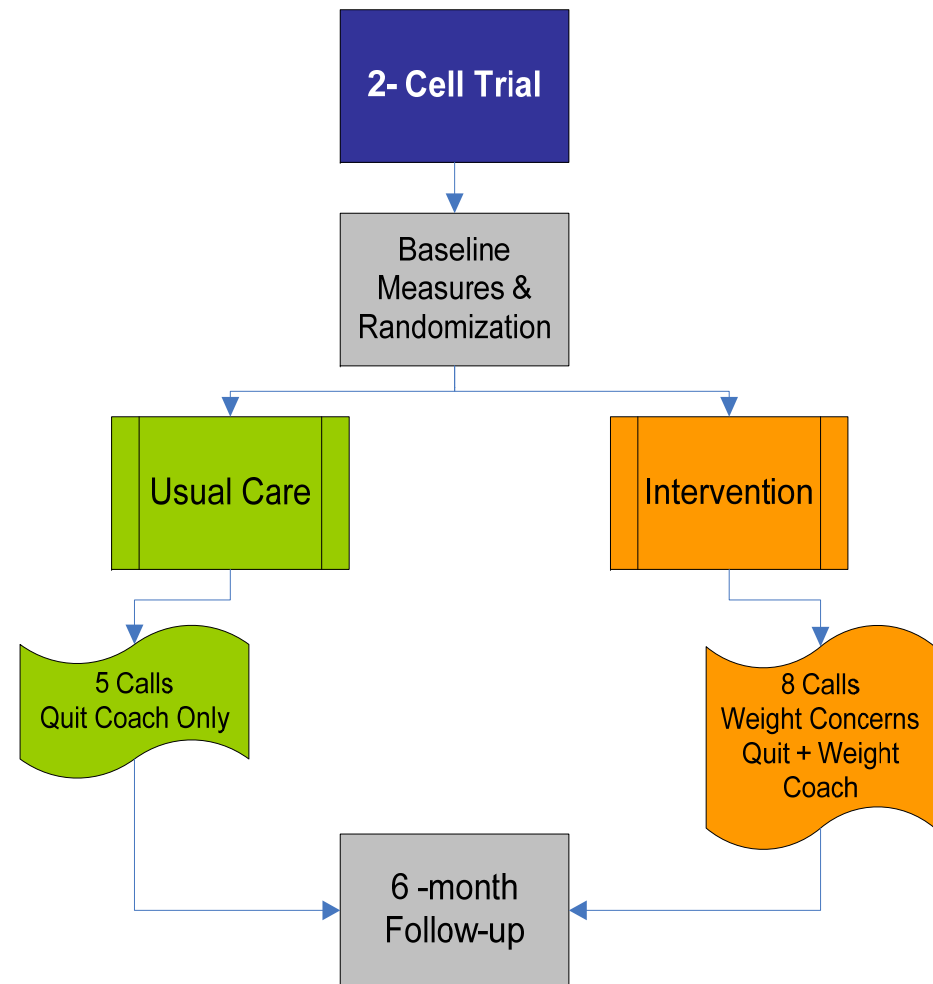 2- Cell Trial
Baseline
Measures &
Randomization
Usual Care
Intervention
5 Calls
Quit Coach Only
8 Calls
Weight Concerns
Quit + Weight
Coach
6 -month
Follow-up